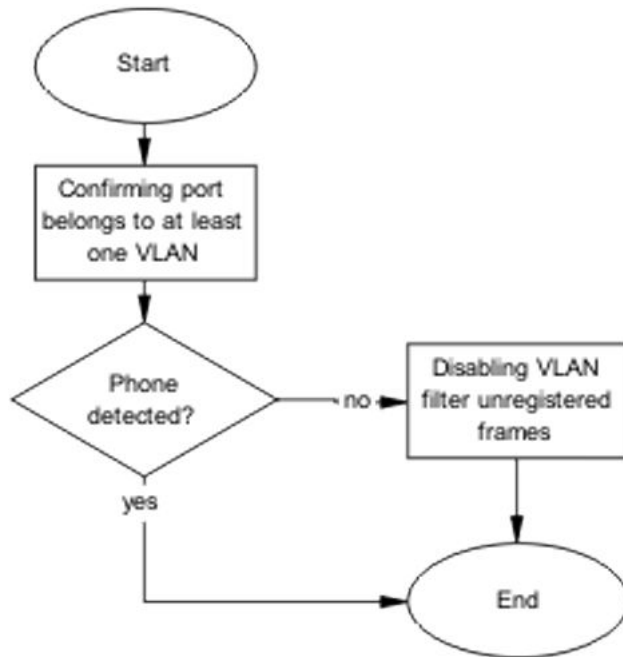 Start
Confirming port
belongs to at least
one VLAN
Phone
detected?
no
Disabling VLAN
filter unregistered
frames
yes
End